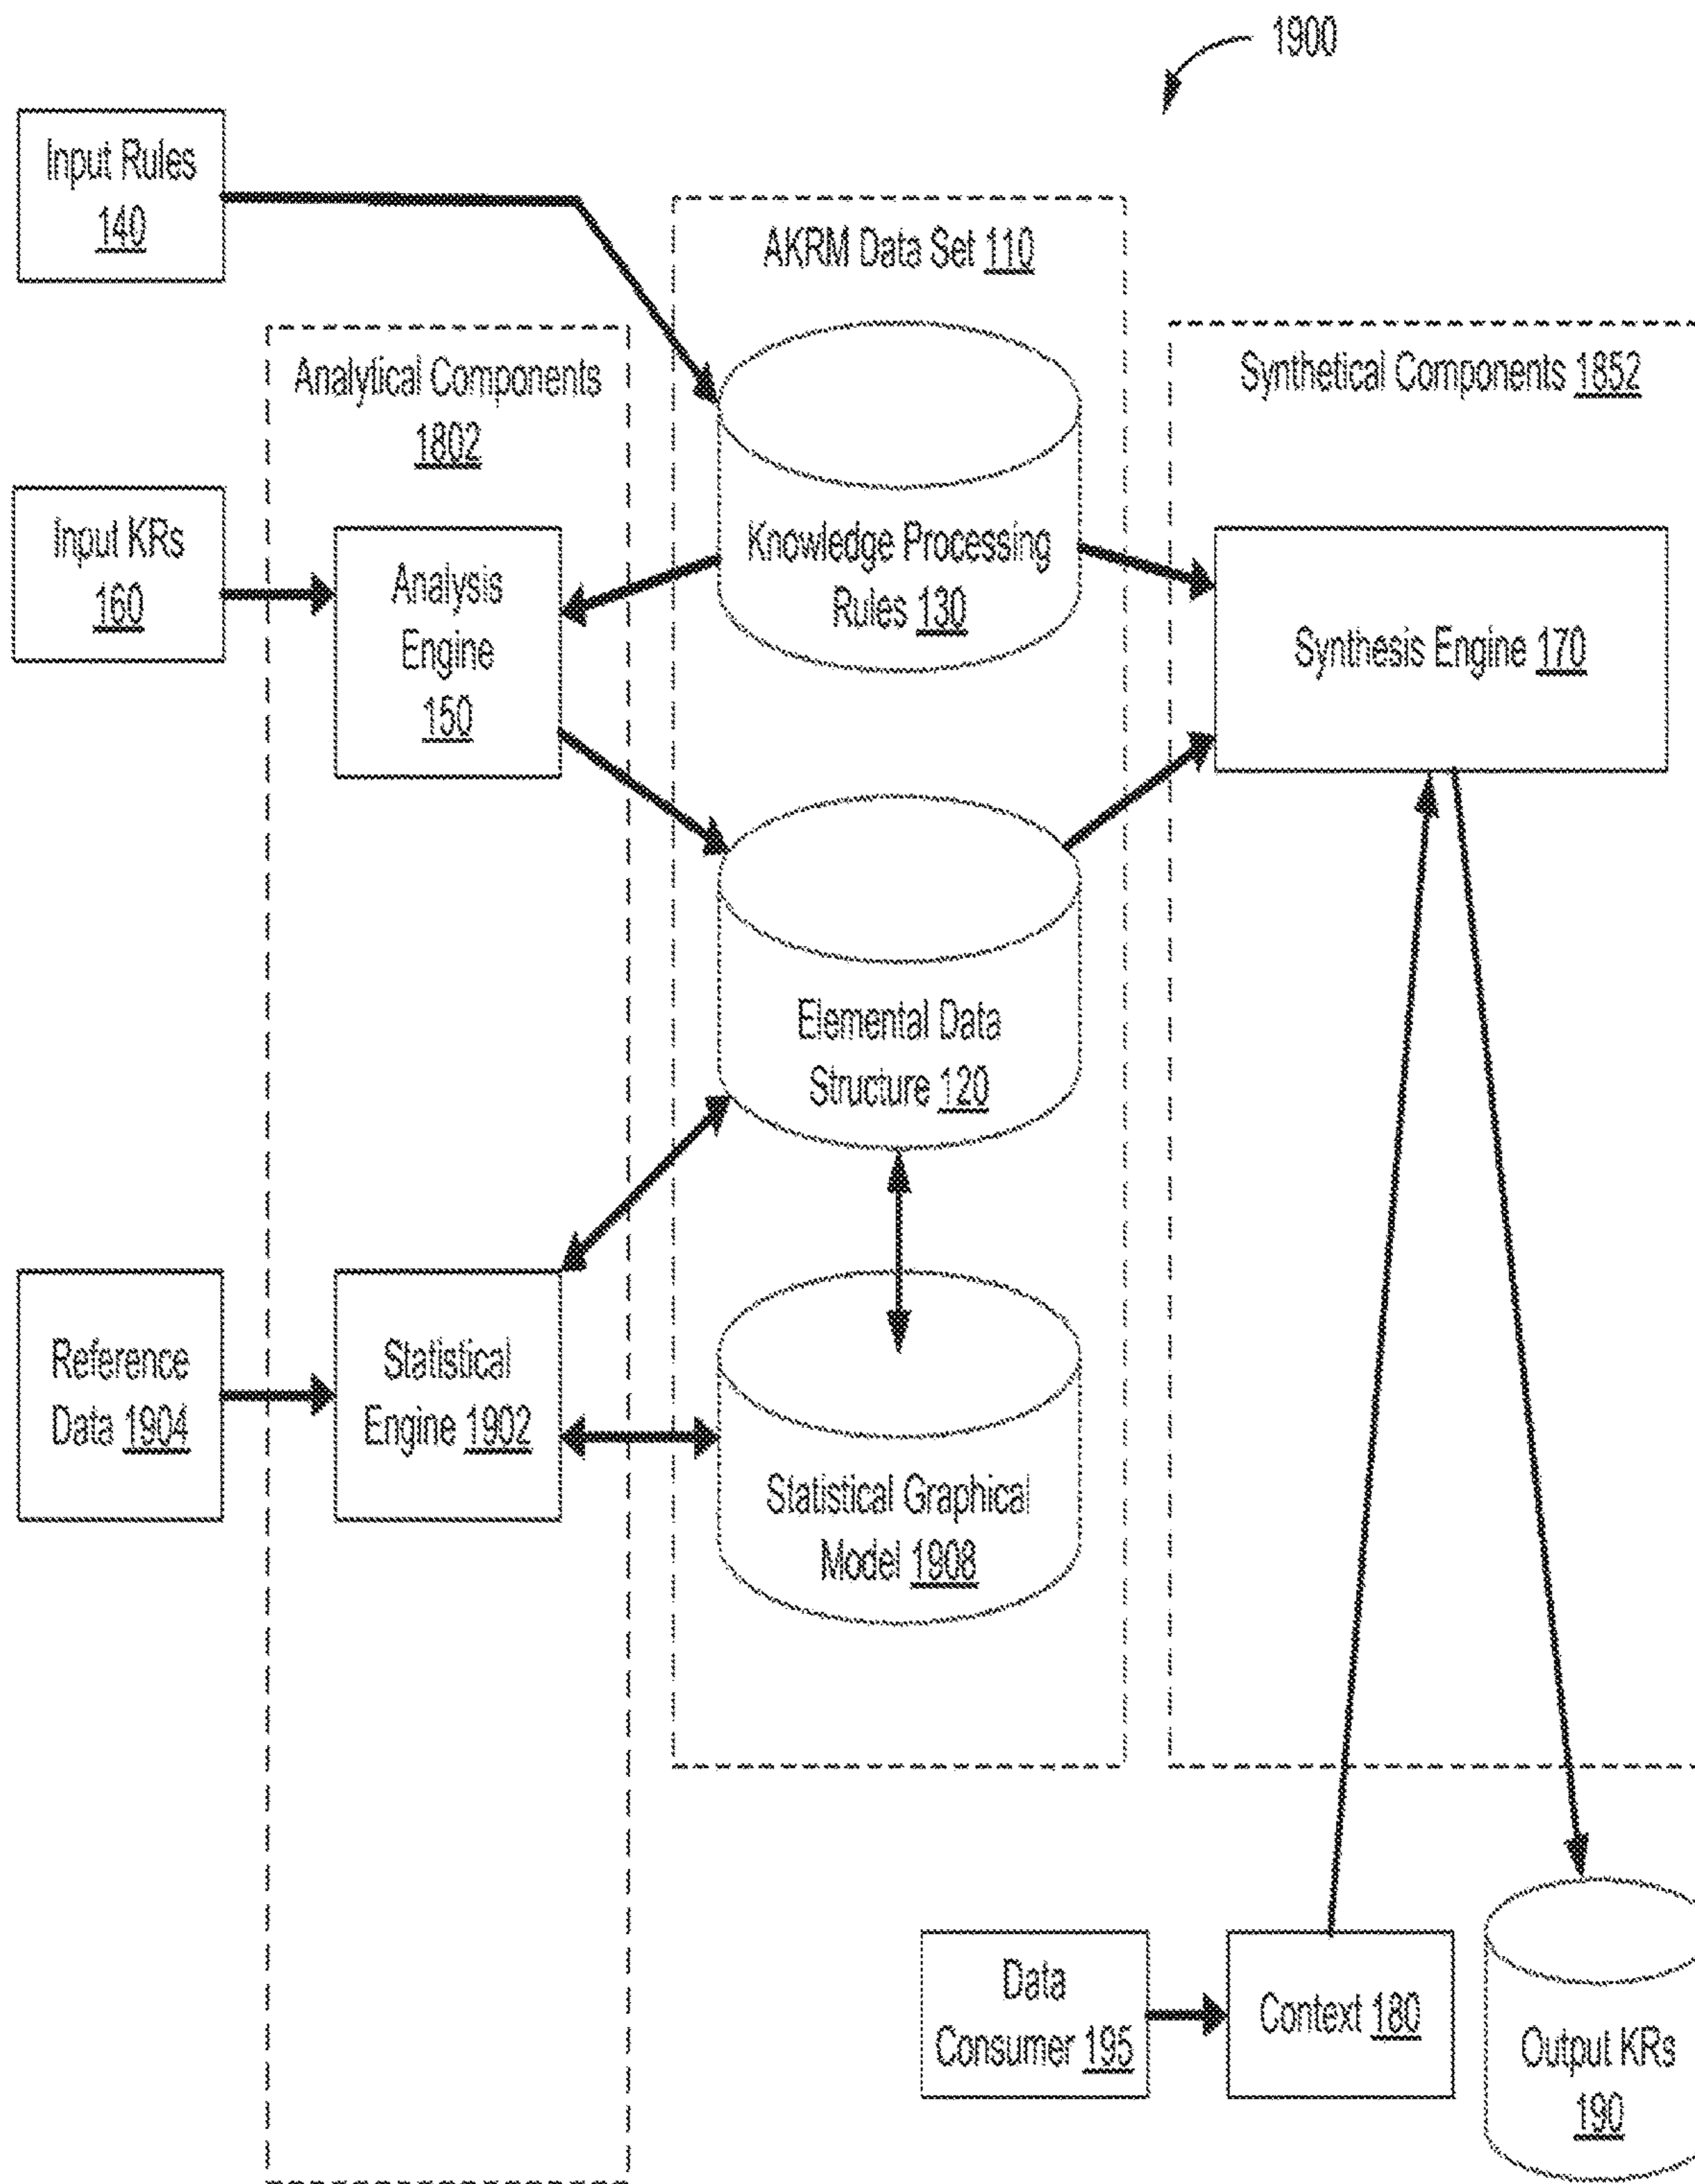 1900
Input Rules
140
AKRM Data Set 110
Analytical Components
1802
Synthetical Components 1852
Input KRs
160
Analysis
Engine
150
Knowledge Processing
Rules 130
Synthesis Engine 170
Elemental Data
Structure 120
Reference
Data 1904
Statistical
Engine 1902
Statistical Graphical
Model 1908
Data
Consumer 195
Context 180
Output KRs
190